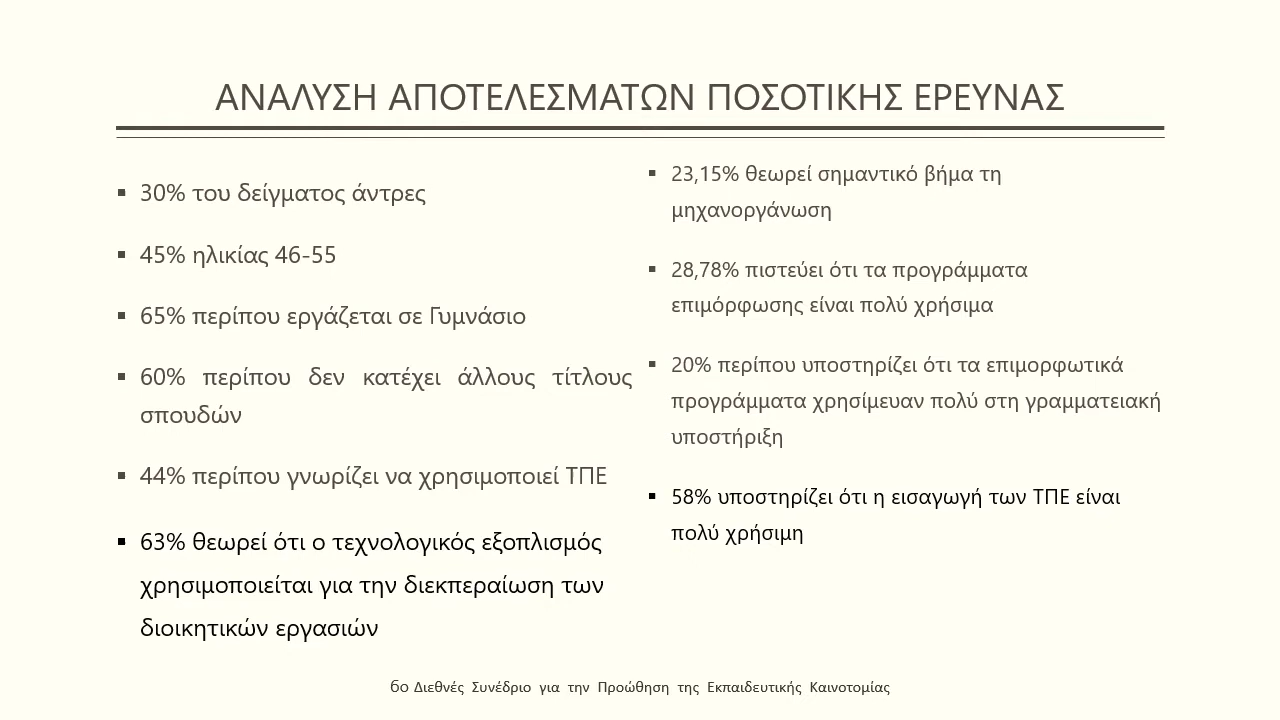 ΑΝΑΛΥΣΗ ΑΠΟΤΕΛΕΣΜΑΤΩΝ ΠΟΣΟΤΙΚΗΣ ΕΡΕΥΝΑΣ
▪ 30% του δείγματος άντρες
▪ 45% ηλικίας 46-55
▪ 65% περίπου εργάζεται σε Γυμνάσιο
▪ 60% περίπου δεν κατέχει άλλους τίτλους
σπουδών
▪ 44% περίπου γνωρίζει να χρησιμοποιεί ΤΠΕ
▪ 63% θεωρεί ότι ο τεχνολογικός εξοπλισμός
χρησιμοποιείται για την διεκπεραίωση των
διοικητικών εργασιών
▪ 23,15% θεωρεί σημαντικό βήμα τη
μηχανοργάνωση
▪ 28,78% πιστεύει ότι τα προγράμματα
επιμόρφωσης είναι πολύ χρήσιμα
▪ 20% περίπου υποστηρίζει ότι τα επιμορφωτικά
προγράμματα χρησίμευαν πολύ στη γραμματειακή
υποστήριξη
▪ 58% υποστηρίζει ότι η εισαγωγή των ΤΠΕ είναι
πολύ χρήσιμη
6ο Διεθνές Συνέδριο για την Προώθηση της Εκπαιδευτικής Καινοτομίας